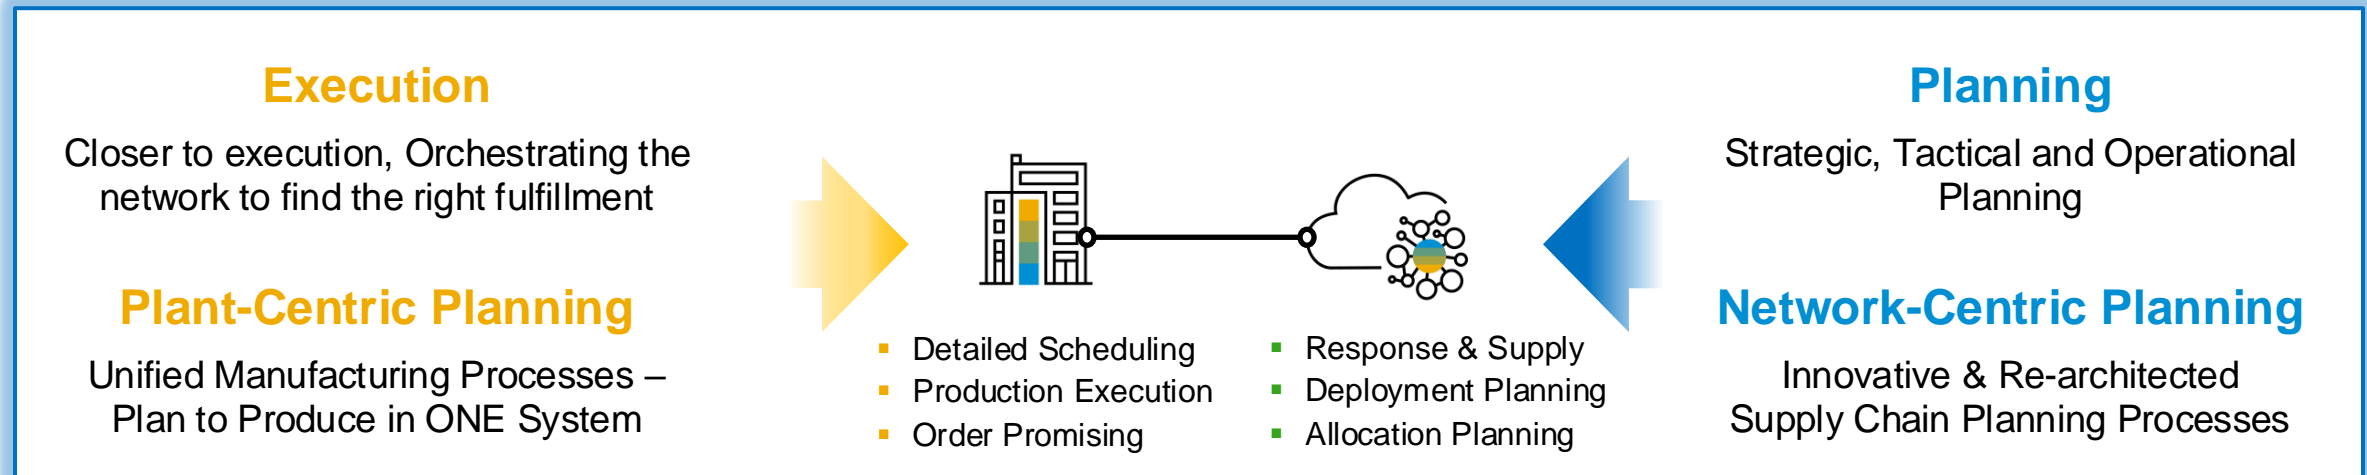 Execution
Closer to execution, Orchestrating the
network to find the right fulfillment
Plant-Centric Planning
Unified Manufacturing Processes –
Plan to Produce in ONE System
▪ Detailed Scheduling
▪ Production Execution
▪ Order Promising
▪ Response & Supply
▪ Deployment Planning
▪ Allocation Planning
Planning
Strategic, Tactical and Operational
Planning
Network-Centric Planning
Innovative & Re-architected
Supply Chain Planning Processes